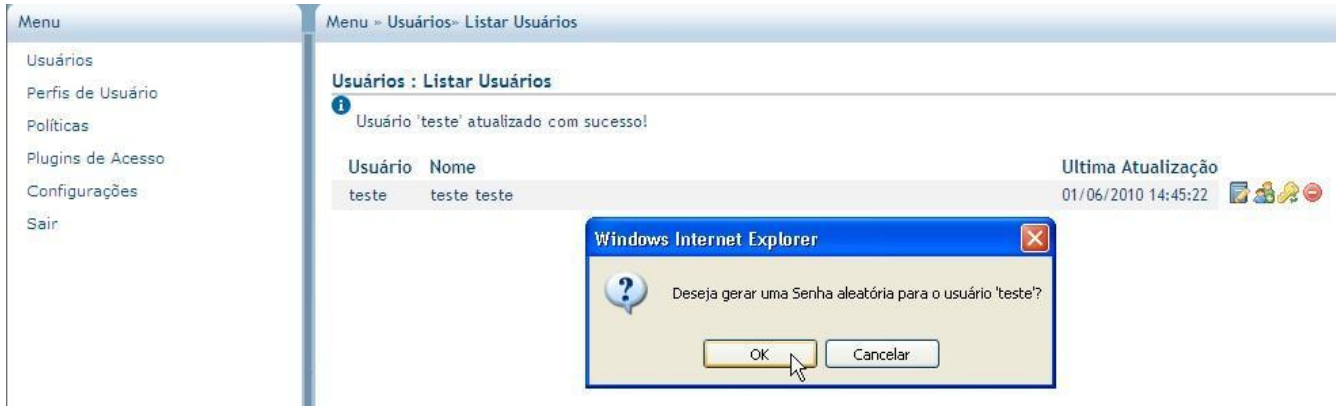 Menu
Usuários
Perfis de Usuário
Políticas
Plugins de Acesso
Configurações
Sair
Menu » Usuários» Listar Usuários
Usuários : Listar Usuários
Usuário 'teste' atualizado com sucesso!
Usuário Nome Ultima Atualização
teste teste teste 01/06/2010 14:45:22
Windows Internet Explorer
Deseja gerar uma Senha aleatória para o usuário 'teste'?
OK Cancelar